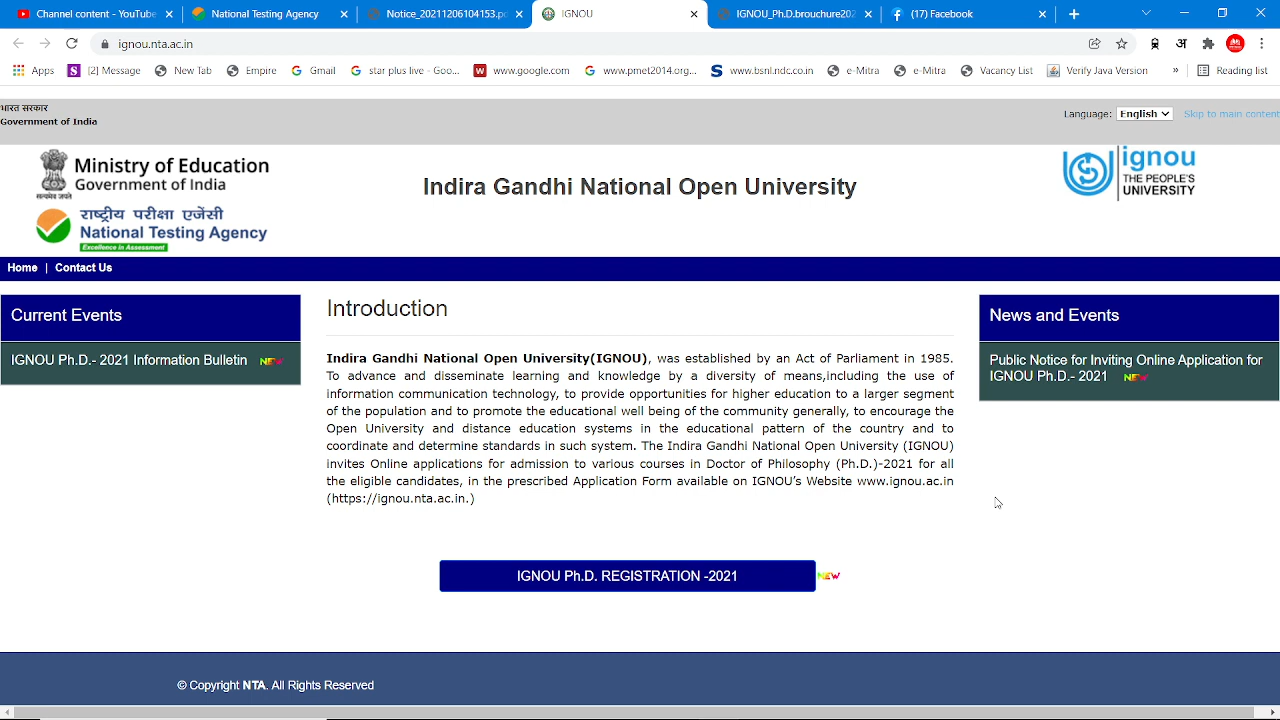 Channel content - YouTube
National Testing Agency
Notice_20211206104153.pd
IGNOU
IGNOU_Ph.D.brouchure202
(17) Facebook
ignou.nta.ac.in
अ
Apps
[2] Message
New Tab
Empire
Gmail
star plus live - Goo...
www.google.com
www.pmet2014.org...
www.bsnl.ndc.co.in
e-Mitra
e-Mitra
Vacancy List
Verify Java Version
»
Reading list
भारत सरकार
Government of India
Language: English
Skip to main content
सत्यमेव जयते
Ministry of Education
Government of India
राष्ट्रीय परीक्षा एजेंसी
National Testing Agency
Excellence in Assessment
Indira Gandhi National Open University
ignou
THE PEOPLE'S
UNIVERSITY
Home | Contact Us
Current Events
IGNOU Ph.D.- 2021 Information Bulletin NEW
Introduction
Indira Gandhi National Open University(IGNOU), was established by an Act of Parliament in 1985.
To advance and disseminate learning and knowledge by a diversity of means,including the use of
information communication technology, to provide opportunities for higher education to a larger segment
of the population and to promote the educational well being of the community generally, to encourage the
Open University and distance education systems in the educational pattern of the country and to
coordinate and determine standards in such system. The Indira Gandhi National Open University (IGNOU)
invites Online applications for admission to various courses in Doctor of Philosophy (Ph.D.)-2021 for all
the eligible candidates, in the prescribed Application Form available on IGNOU's Website www.ignou.ac.in
(https://ignou.nta.ac.in.)
IGNOU Ph.D. REGISTRATION -2021 NEW
News and Events
Public Notice for Inviting Online Application for
IGNOU Ph.D.- 2021 NEW
© Copyright NTA. All Rights Reserved